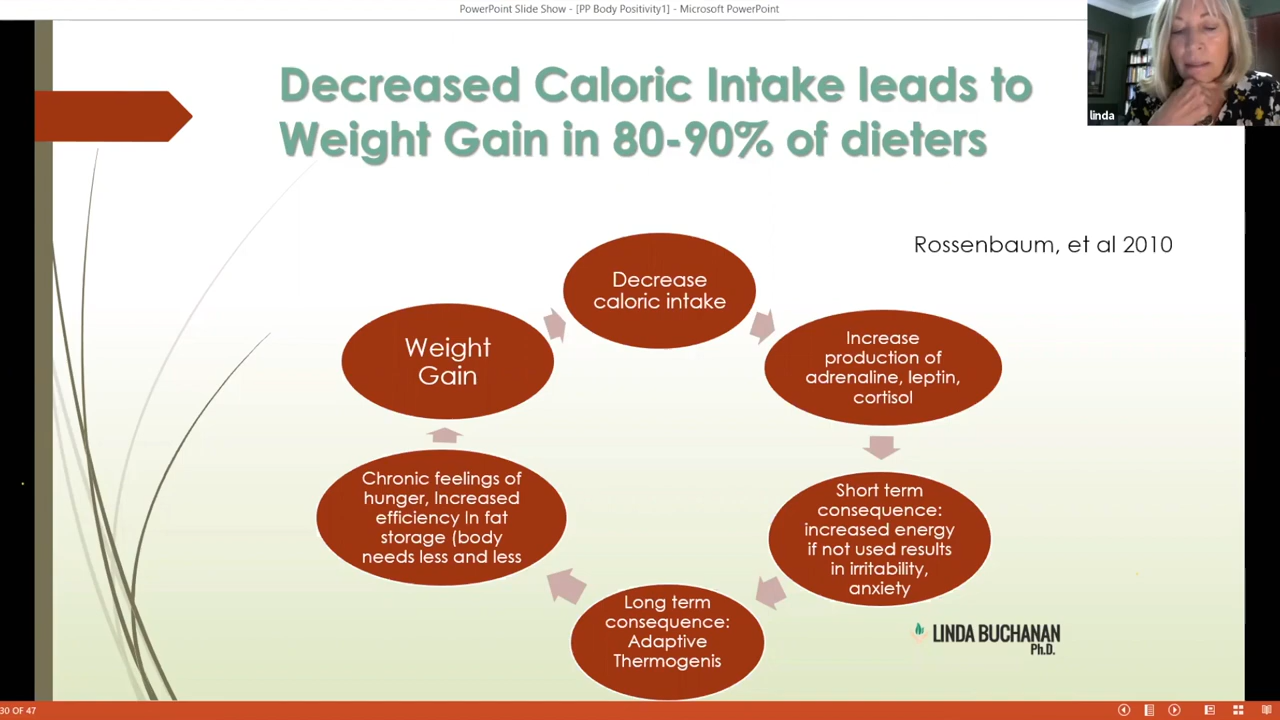 PowerPoint Slide Show - [PP Body Positivity1] - Microsoft PowerPoint
linda
Decreased Caloric Intake leads to
Weight Gain in 80-90% of dieters
Rossenbaum, et al 2010
Decrease
caloric intake
Increase
production of
adrenaline, leptin,
cortisol
Short term
consequence:
increased energy
if not used results
in irritability,
anxiety
Long term
consequence:
Adaptive
Thermogenis
Chronic feelings of
hunger, Increased
efficiency In fat
storage (body
needs less and less
Weight
Gain
LINDA BUCHANAN
Ph.D.
30 OF 47